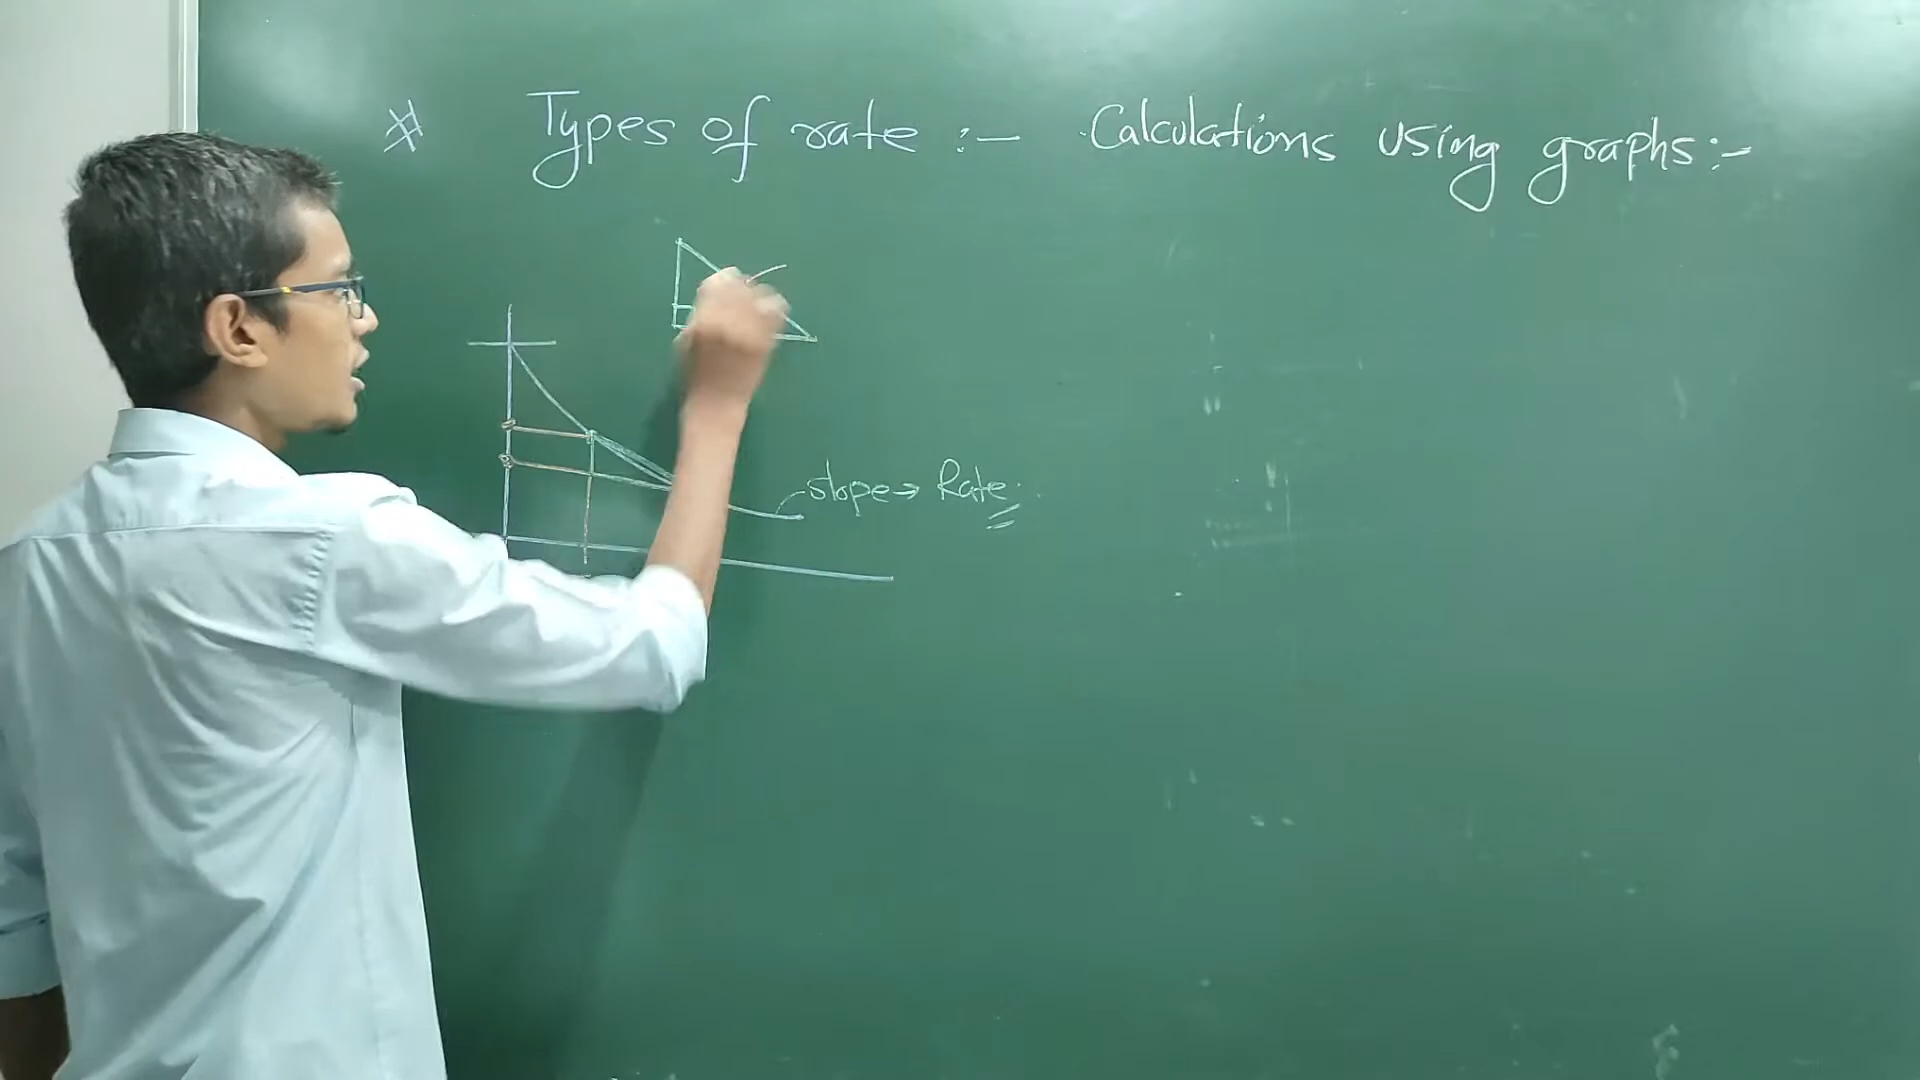 * Types of rate :- Calculations using graphs:-
slope → Rate